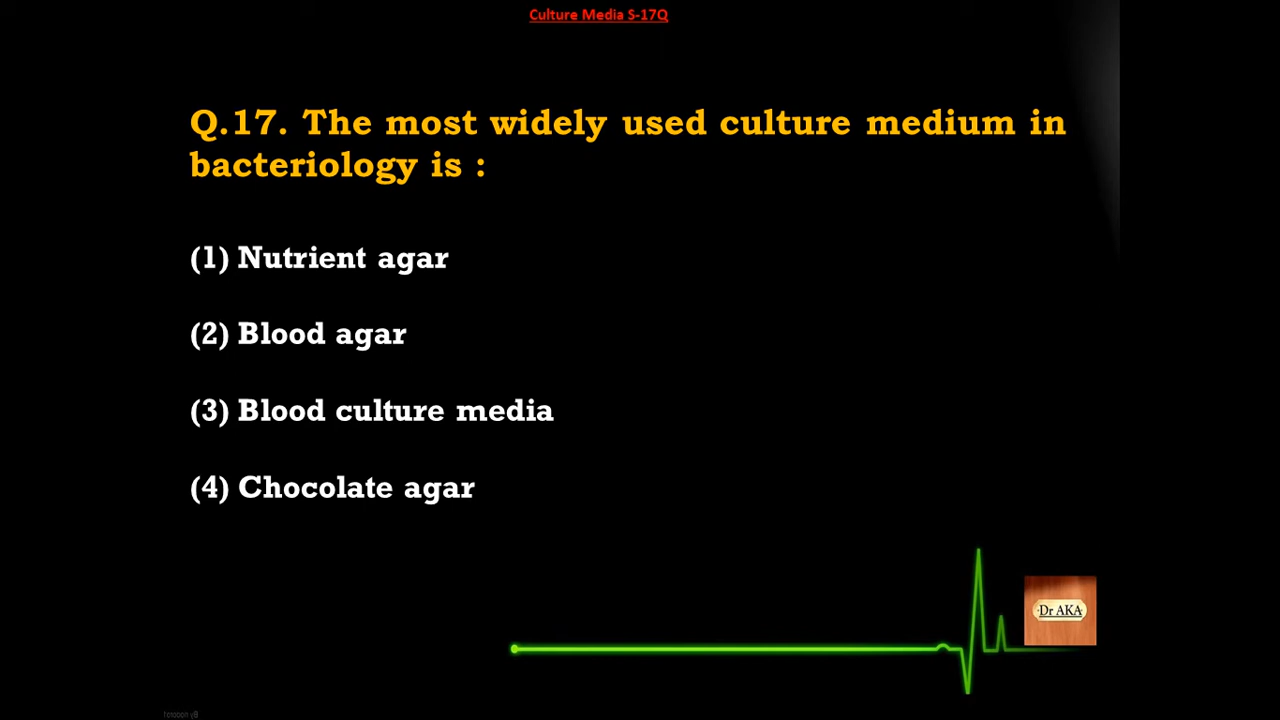 Culture Media S-17Q
Q.17. The most widely used culture medium in
bacteriology is :
(1) Nutrient agar
(2) Blood agar
(3) Blood culture media
(4) Chocolate agar
Dr AKA